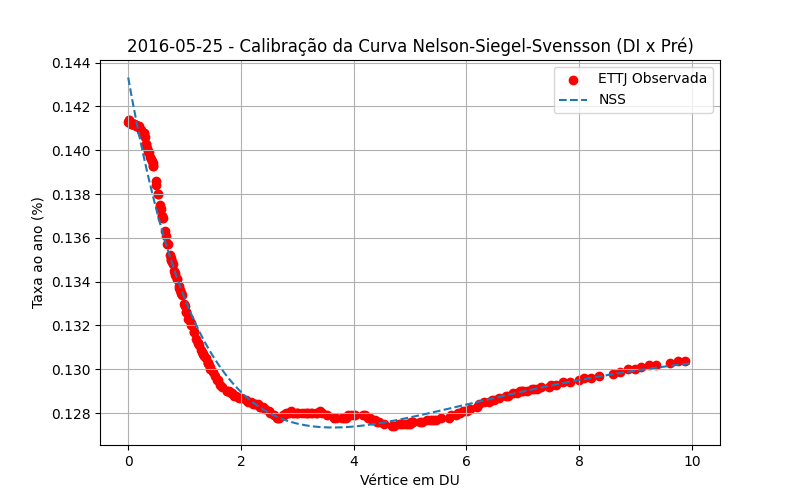 2016-05-25 - Calibração da Curva Nelson-Siegel-Svensson (DI x Pré)
ETTJ Observada
NSS
Taxa ao ano (%)
0.144
0.142
0.140
0.138
0.136
0.134
0.132
0.130
0.128
0 2 4 6 8 10
Vértice em DU